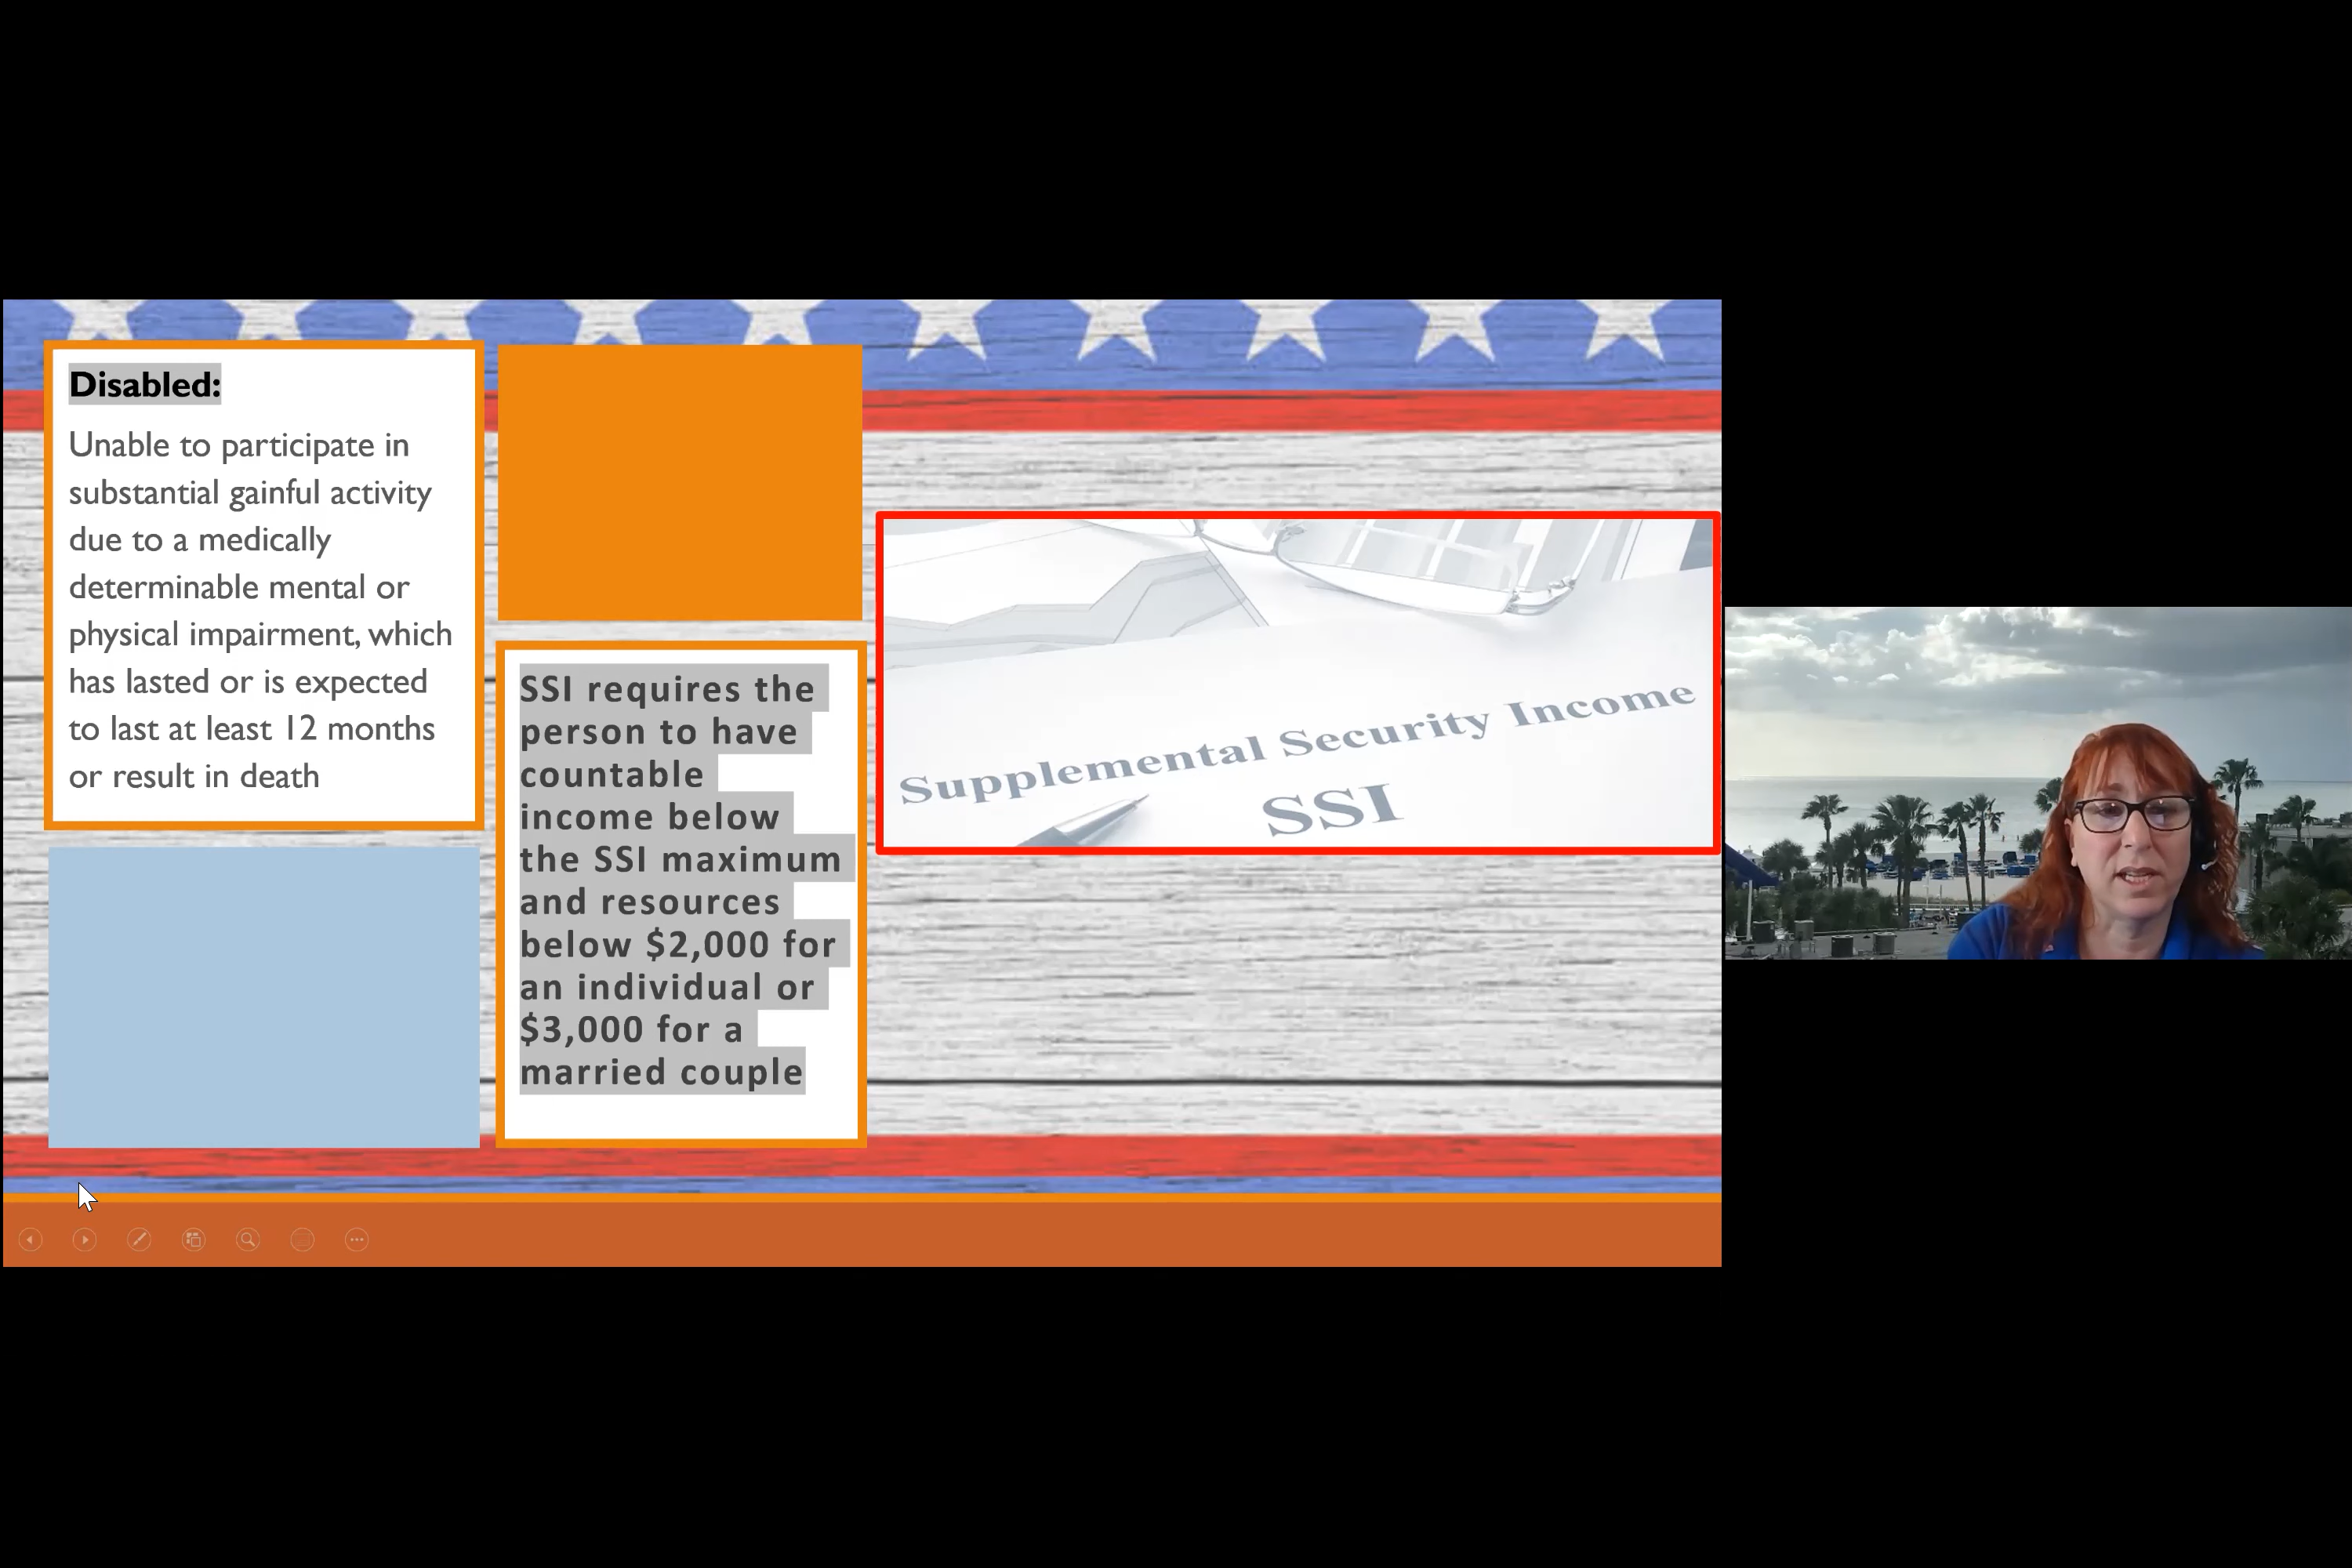 Disabled:
Unable to participate in
substantial gainful activity
due to a medically
determinable mental or
physical impairment, which
has lasted or is expected
to last at least 12 months
or result in death
SSI requires the
person to have
countable
income below
the SSI maximum
and resources
below $2,000 for
an individual or
$3,000 for a
married couple
Supplemental Security Income
SSI